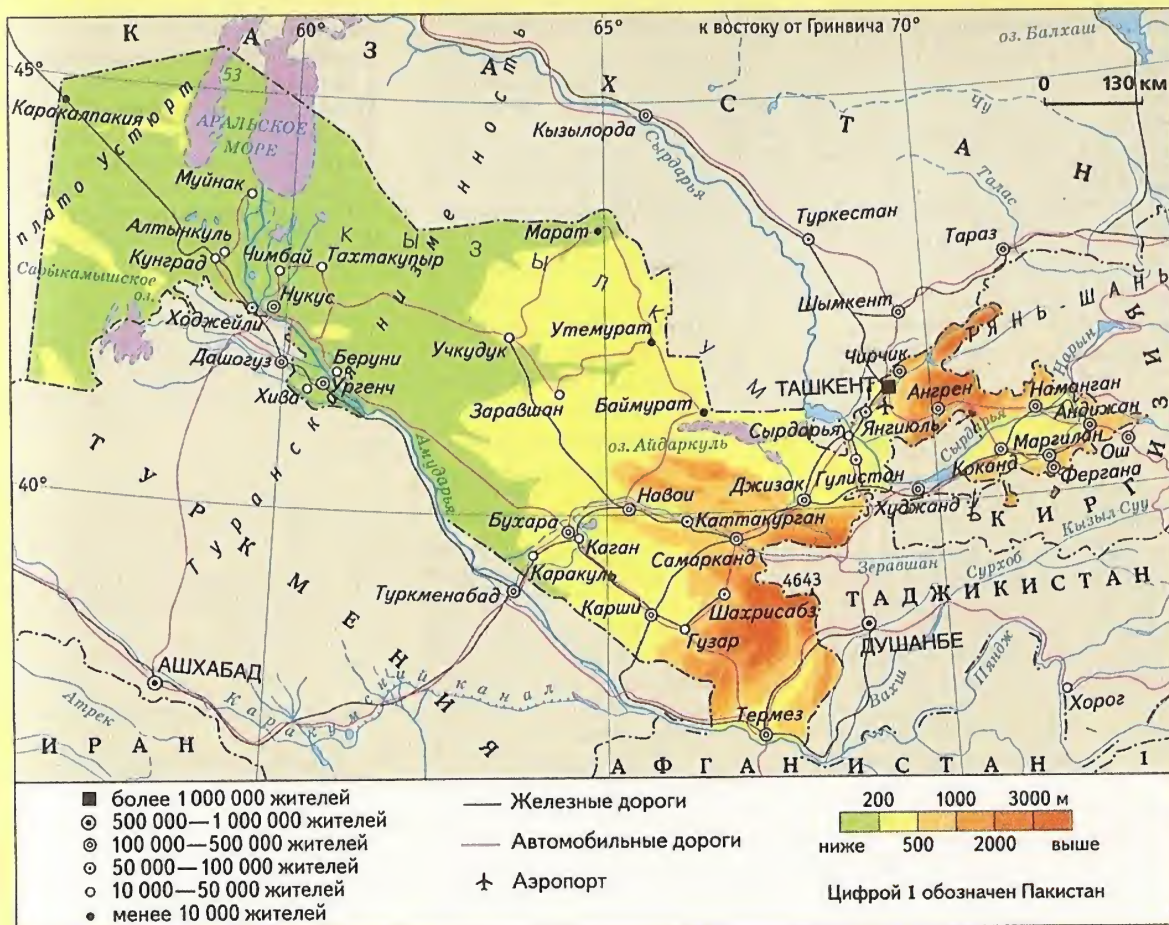 К А З А Х С Т А Н
60°
65°
к востоку от Гринвича
70°
оз. Балхаш
45°
53
0 130 км
Каракалпакия
плато Устюрт
АРАЛЬСКОЕ
МОРЕ
Кызылорда
Сырдарья
Чу
Талас
Муйнак
Туркестан
Тараз
Алтынкуль
Чимбай
Тахтакупыр
Кунград
Марат
К Ы З Ы Л К У М
Сарыкамышское
оз.
Нукус
Ходжейли
Шымкент
ТЯНЬ-ШАНЬ
Утемурат
Учкудук
Дашогуз
Беруни
Ургенч
Хива
Чирчик
ТАШКЕНТ
Ангрен
Нарын
Наманган
Заравшан
Баймурат
Андижан
Сырдарья
Янгиюль
Сырдарья
оз. Айдаркуль
Маргилан
Ош
Коканд
Фергана
Гулистан
Джизак
Туранская низменность
Амударья
40°
Навои
Худжанд
К И Р Г И З И Я
Бухара
Каттакурган
Кызыл Суу
Каган
Самарканд
Зеравшан
Сурхоб
Каракуль
4643
ТАДЖИКИСТАН
Туркменабад
Карши
Шахрисабз
Гузар
ДУШАНБЕ
Т У Р К М Е Н И Я
АШХАБАД
Каракумский канал
Вахш
Пяндж
Хорог
Атрек
Термез
И Р А Н
А Ф Г А Н И С Т А Н
1
более 1 000 000 жителей
500 000—1 000 000 жителей
100 000—500 000 жителей
50 000—100 000 жителей
10 000—50 000 жителей
менее 10 000 жителей
Железные дороги
Автомобильные дороги
Аэропорт
200 1000 3000 м
ниже 500 2000 выше
Цифрой 1 обозначен Пакистан